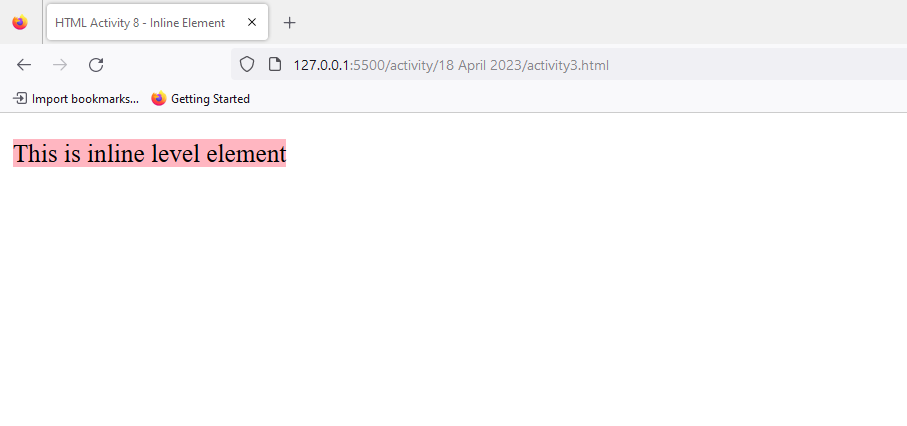 HTML Activity 8 - Inline Element
127.0.0.1:5500/activity/18 April 2023/activity3.html
Import bookmarks... Getting Started
This is inline level element